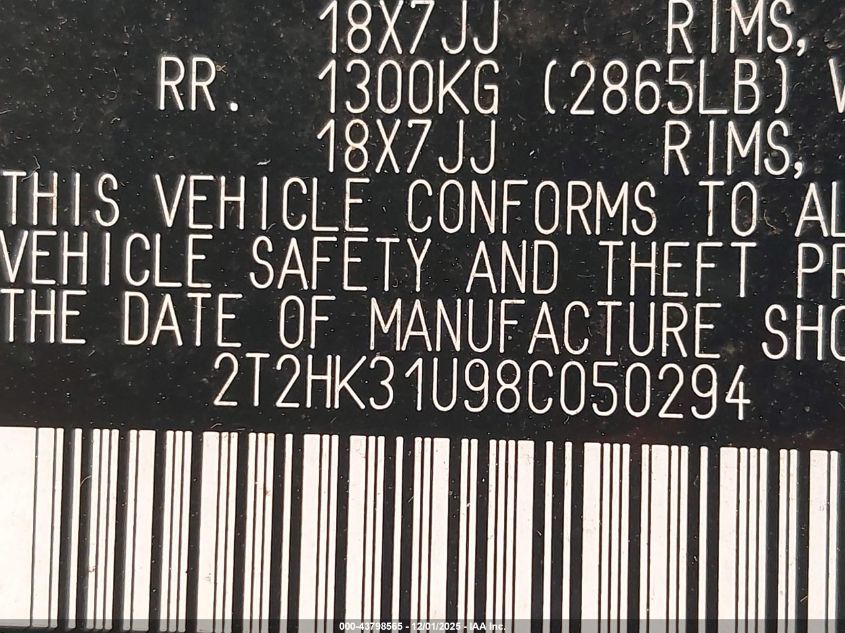 18X7JJ RIMS,
RR. 1300KG (2865LB)
18X7JJ RIMS,
THIS VEHICLE CONFORMS TO AL
VEHICLE SAFETY AND THEFT PR
THE DATE OF MANUFACTURE SHO
2T2HK31U98C050294
000-43798565 - 12/01/2025 - IAA Inc.